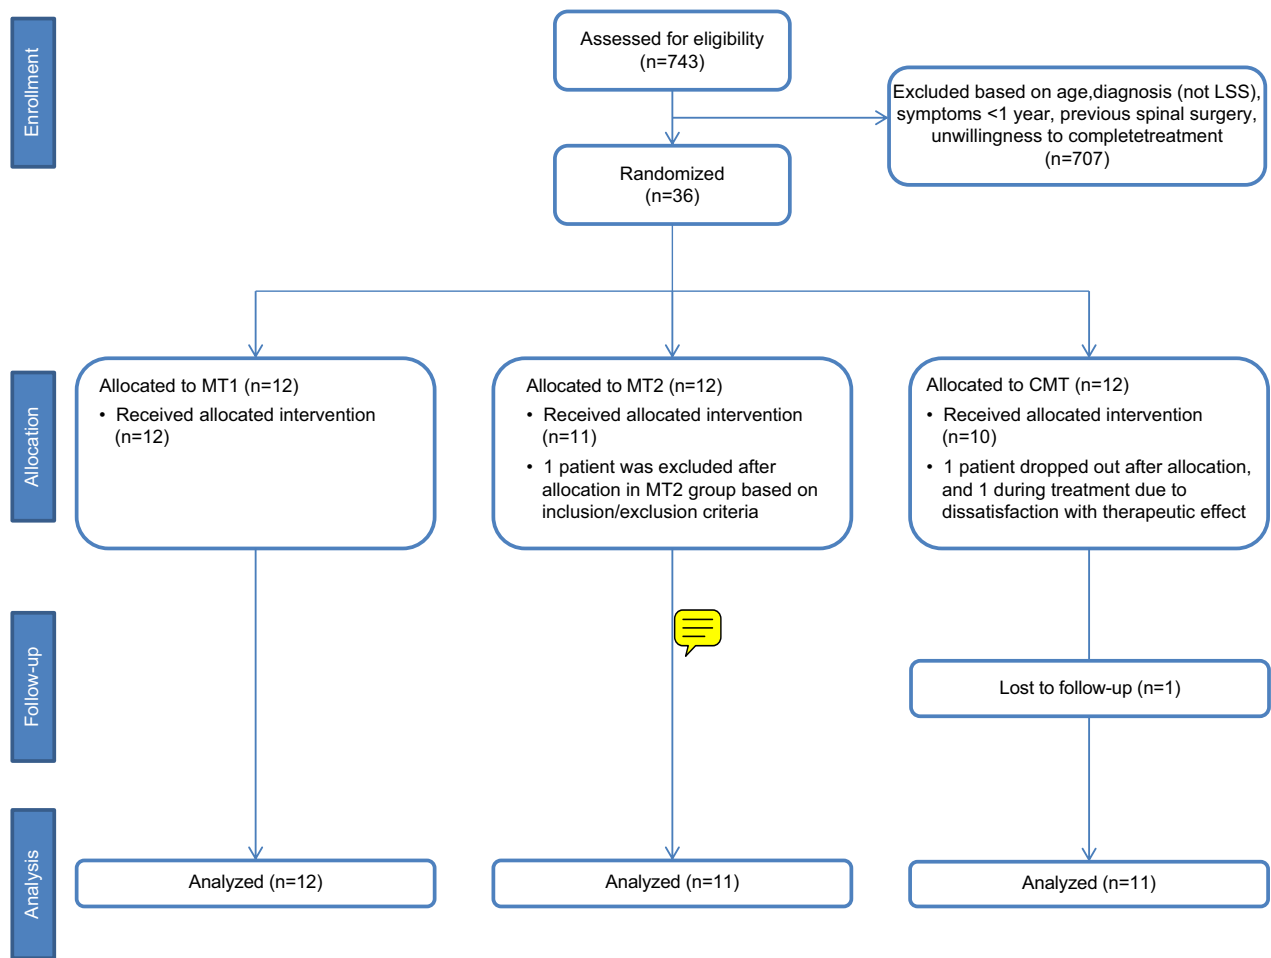 Enrollment
Assessed for eligibility
(n=743)
Excluded based on age,diagnosis (not LSS),
symptoms <1 year, previous spinal surgery,
unwillingness to completetreatment
(n=707)
Randomized
(n=36)
Allocation
Allocated to MT1 (n=12)
• Received allocated intervention
(n=12)
Allocated to MT2 (n=12)
• Received allocated intervention
(n=11)
• 1 patient was excluded after
allocation in MT2 group based on
inclusion/exclusion criteria
Allocated to CMT (n=12)
• Received allocated intervention
(n=10)
• 1 patient dropped out after allocation,
and 1 during treatment due to
dissatisfaction with therapeutic effect
Follow-up
Lost to follow-up (n=1)
Analysis
Analyzed (n=12)
Analyzed (n=11)
Analyzed (n=11)